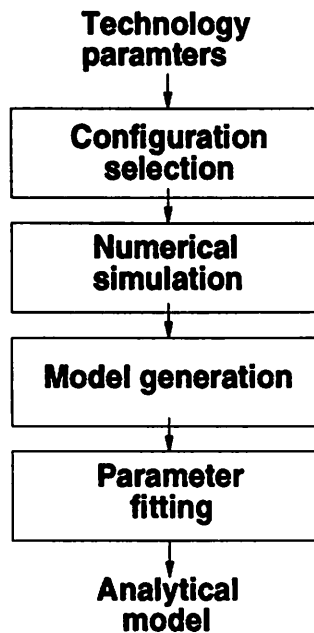 Technology
paramters
Configuration
selection
Numerical
simulation
Model generation
Parameter
fitting
Analytical
model